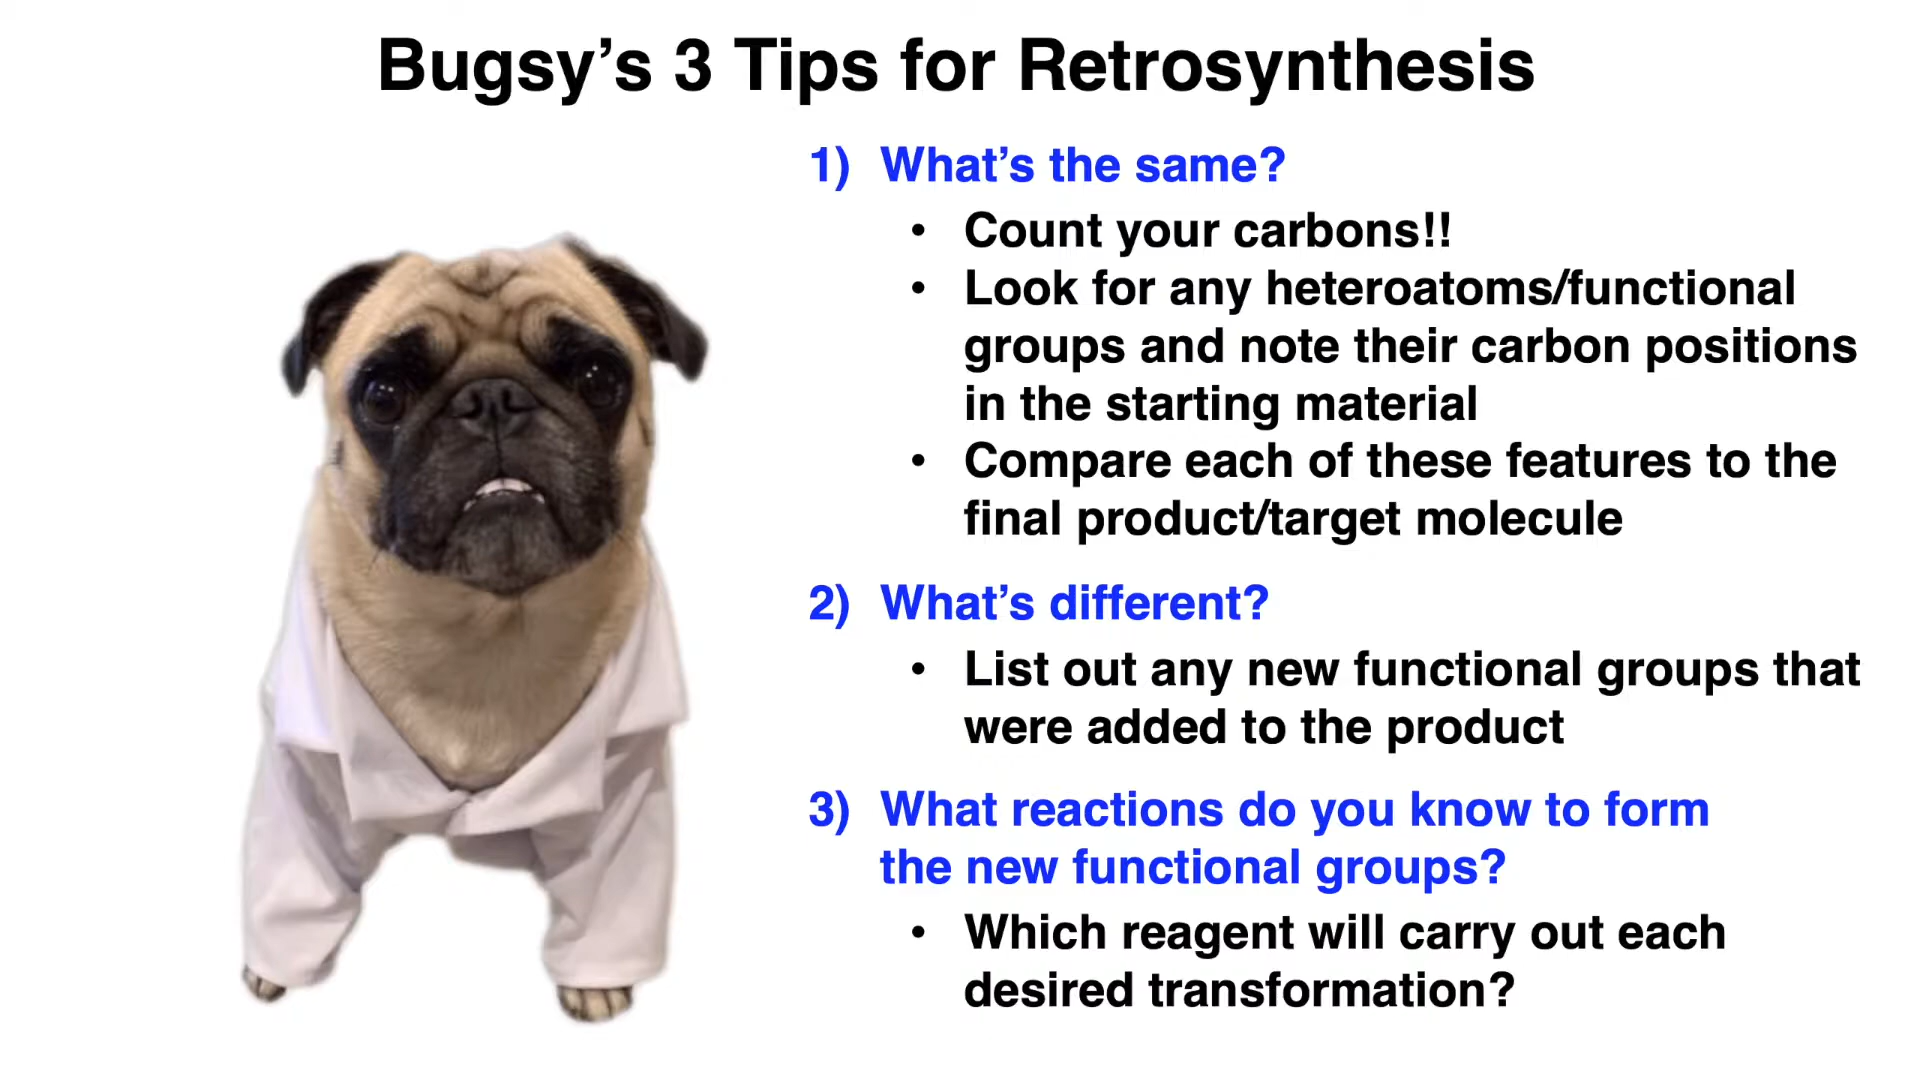 Bugsy’s 3 Tips for Retrosynthesis
1) What’s the same?
• Count your carbons!!
• Look for any heteroatoms/functional
groups and note their carbon positions
in the starting material
• Compare each of these features to the
final product/target molecule
2) What’s different?
• List out any new functional groups that
were added to the product
3) What reactions do you know to form
the new functional groups?
• Which reagent will carry out each
desired transformation?